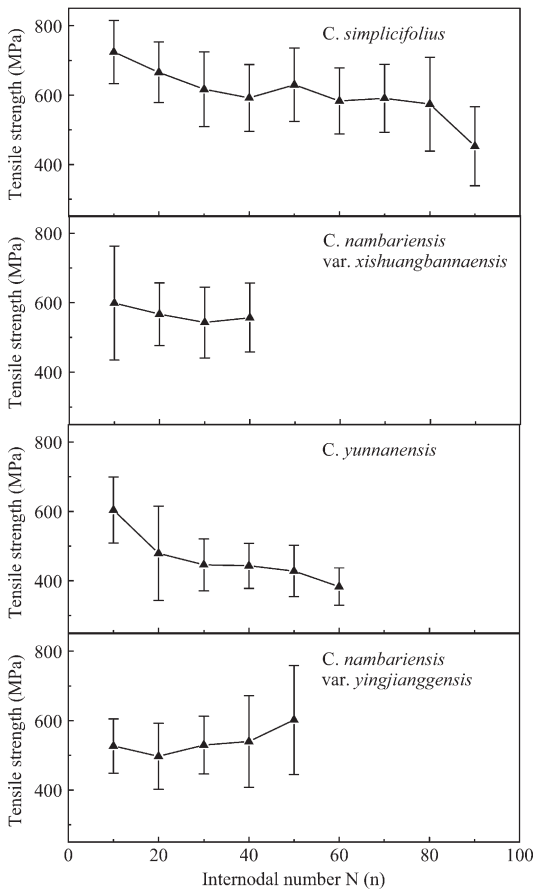 800
600
400
Tensile strength (MPa)
C. simplicifolius
800
600
400
Tensile strength (MPa)
C. nambariensis
var. xishuangbannaensis
800
600
400
Tensile strength (MPa)
C. yunnanensis
800
600
400
Tensile strength (MPa)
C. nambariensis
var. yingjianggensis
0 20 40 60 80 100
Internodal number N (n)